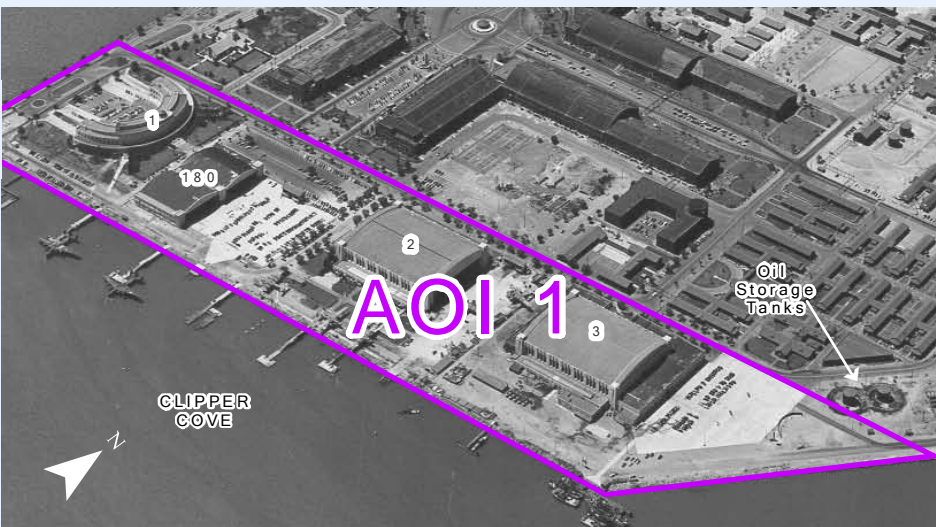 1
180
2
AOI 1
3
Oil
Storage
Tanks
CLIPPER
COVE
N